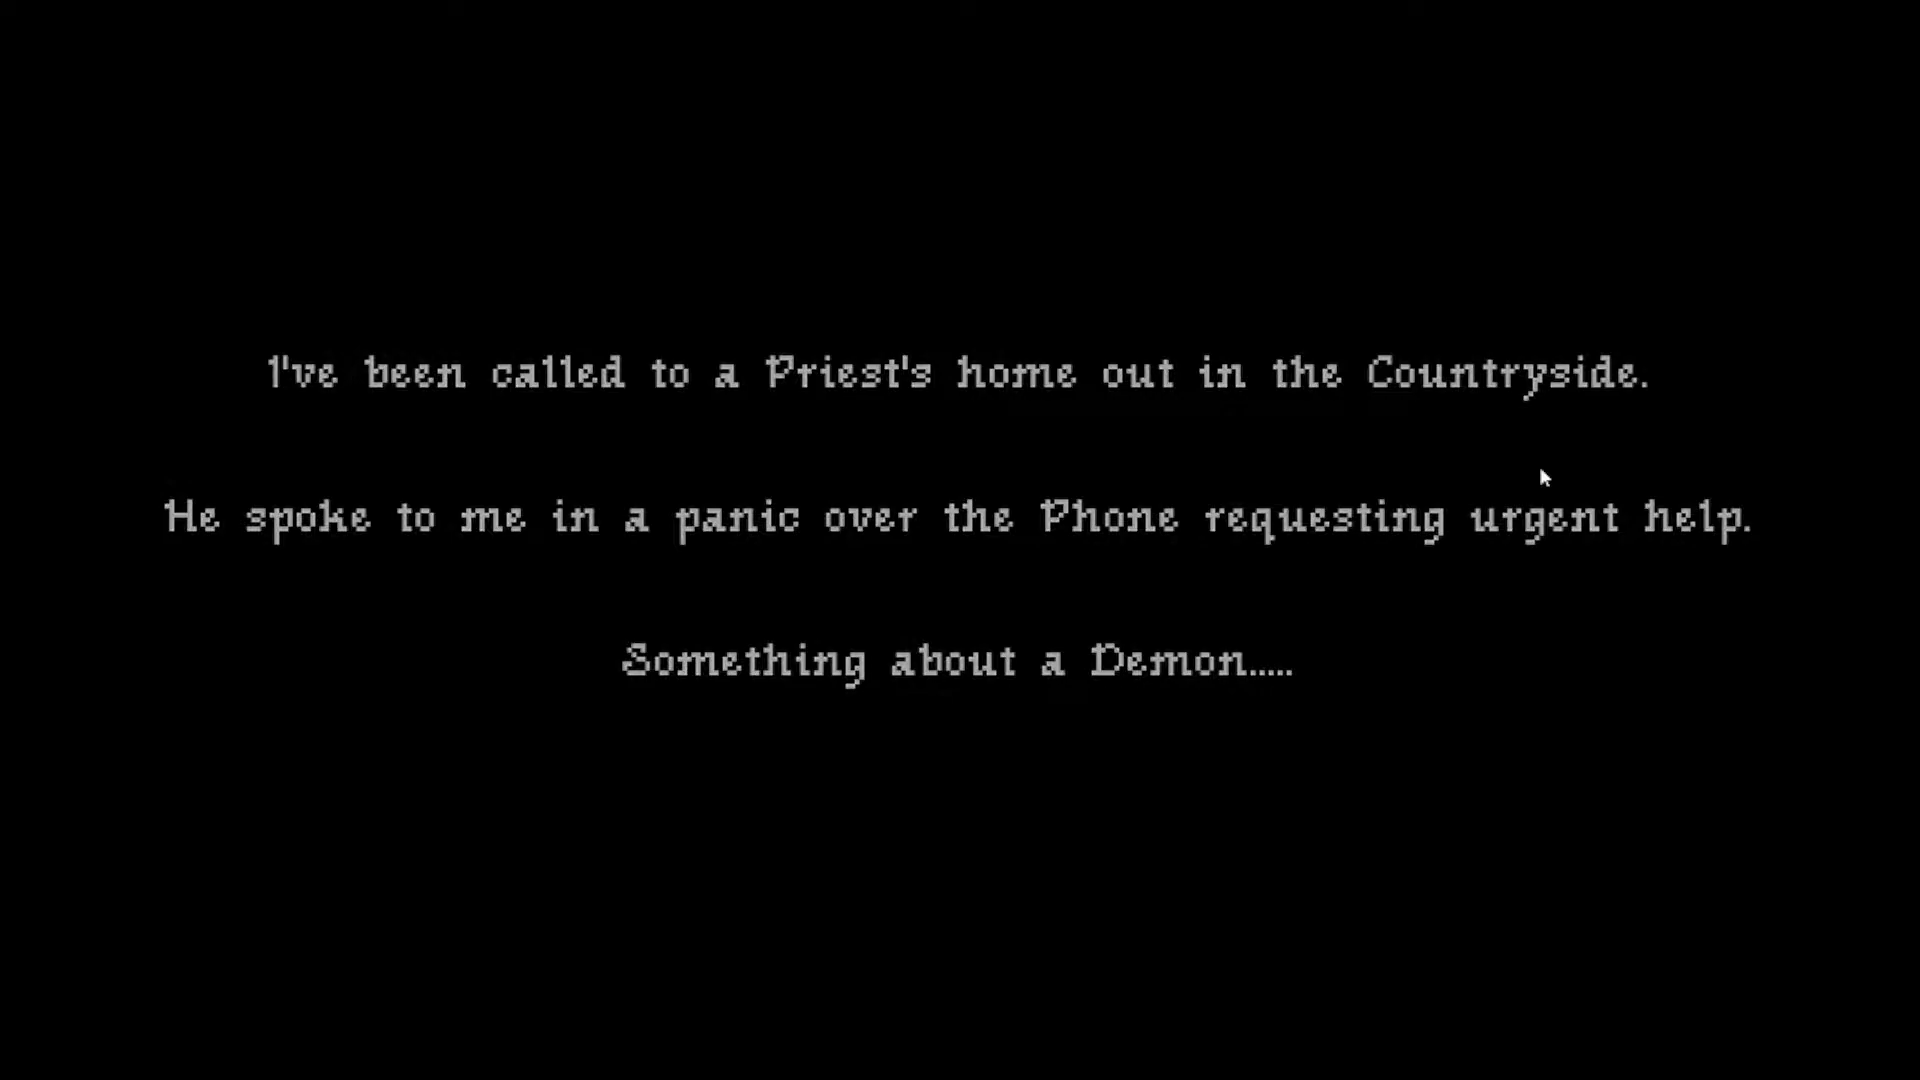 I've been called to a Priest's home out in the Countryside.
He spoke to me in a panic over the Phone requesting urgent help.
Something about a Demon.....